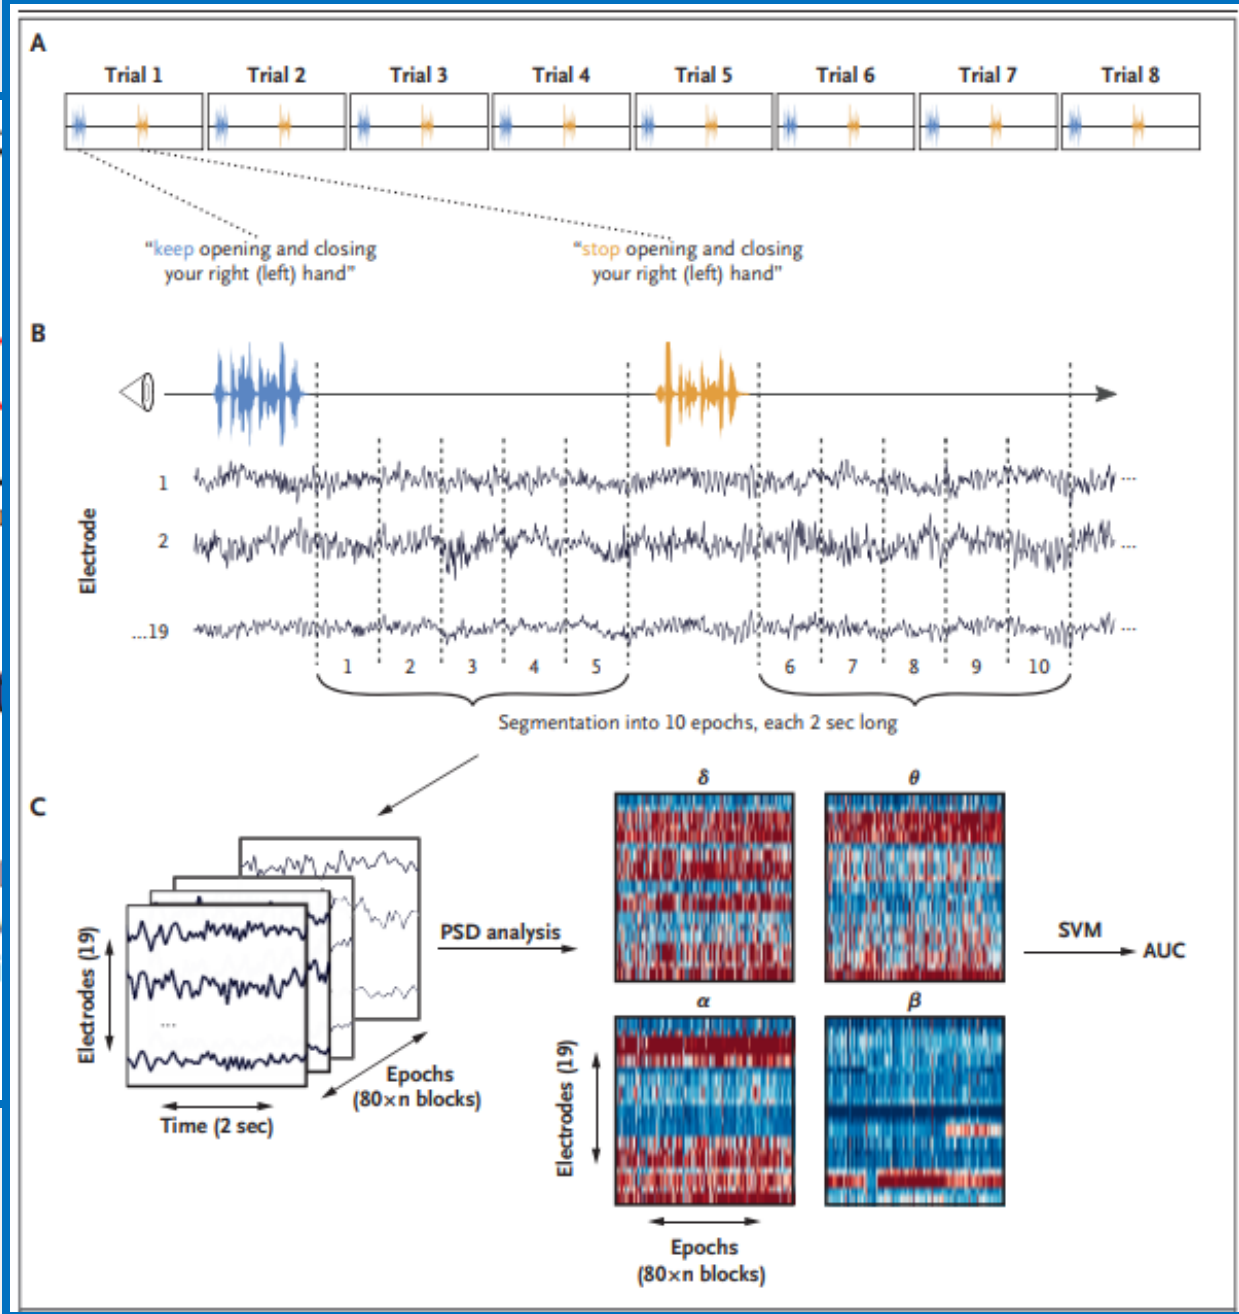 A
Trial 1 Trial 2 Trial 3 Trial 4 Trial 5 Trial 6 Trial 7 Trial 8
“keep opening and closing
your right (left) hand”
“stop opening and closing
your right (left) hand”
B
Electrode
1
2
...19
1 2 3 4 5 6 7 8 9 10
Segmentation into 10 epochs, each 2 sec long
C
Electrodes (19)
...
Time (2 sec)
Epochs
(80×n blocks)
PSD analysis
δ θ
α β
Electrodes (19)
Epochs
(80×n blocks)
SVM
AUC